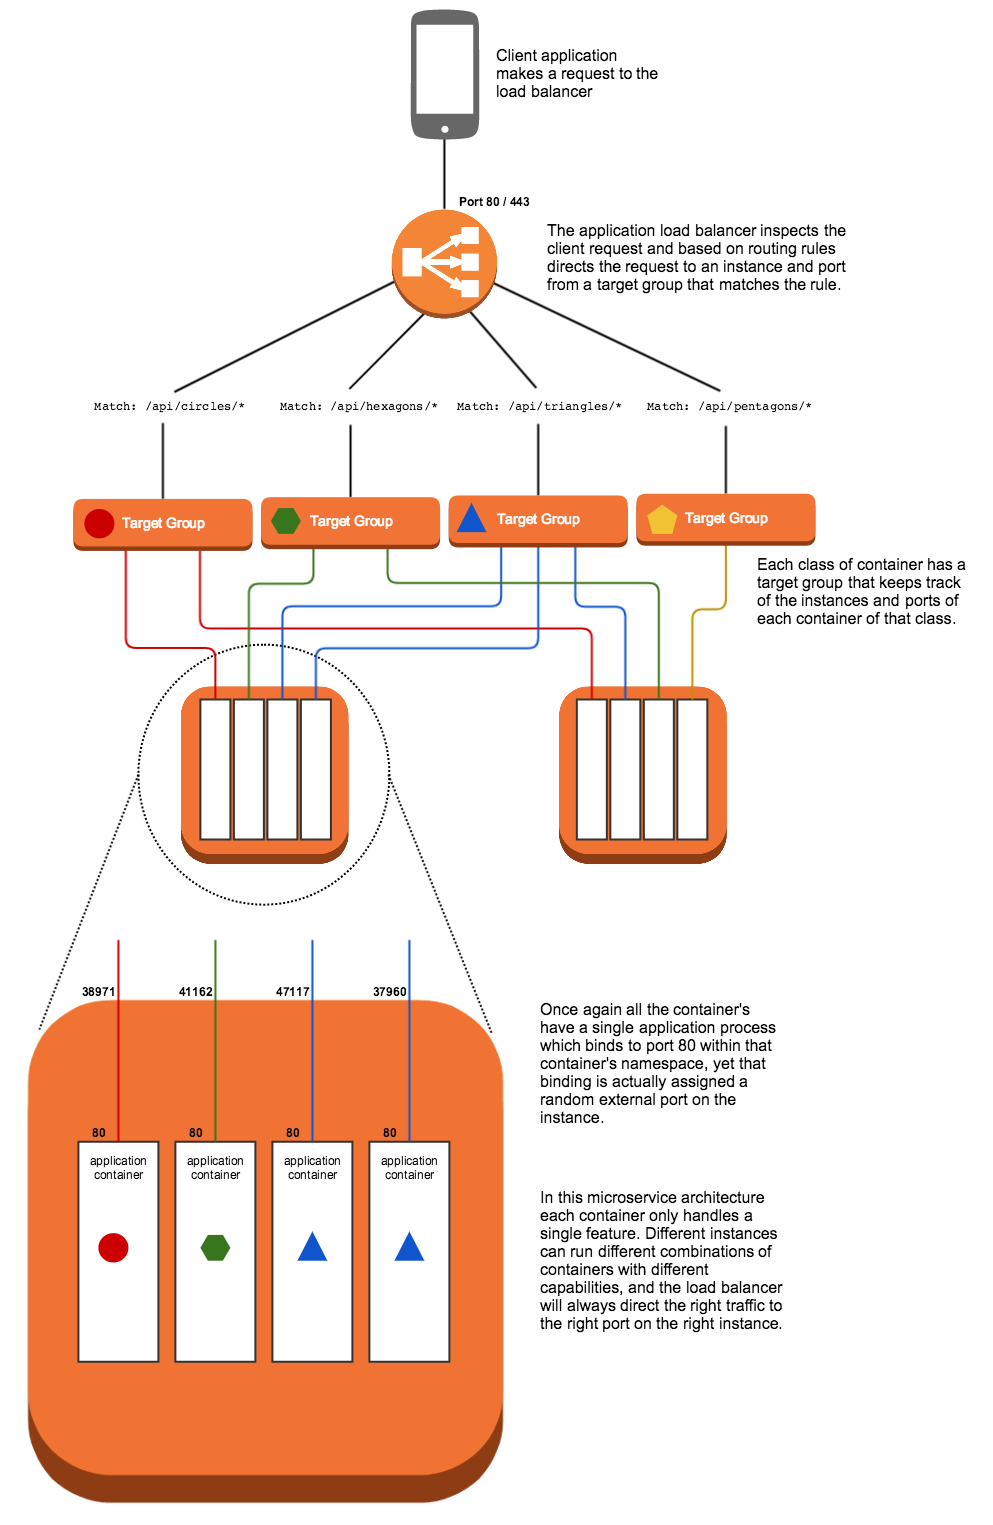 Client application
makes a request to the
load balancer
Port 80 / 443
The application load balancer inspects the
client request and based on routing rules
directs the request to an instance and port
from a target group that matches the rule.
Match: /api/circles/*
Match: /api/hexagons/*
Match: /api/triangles/*
Match: /api/pentagons/*
Target Group
Target Group
Target Group
Target Group
Each class of container has a
target group that keeps track
of the instances and ports of
each container of that class.
38971
41162
47117
37960
Once again all the container's
have a single application process
which binds to port 80 within that
container's namespace, yet that
binding is actually assigned a
random external port on the
instance.
80
80
80
80
application
container
application
container
application
container
application
container
In this microservice architecture
each container only handles a
single feature. Different instances
can run different combinations of
containers with different
capabilities, and the load balancer
will always direct the right traffic to
the right port on the right instance.